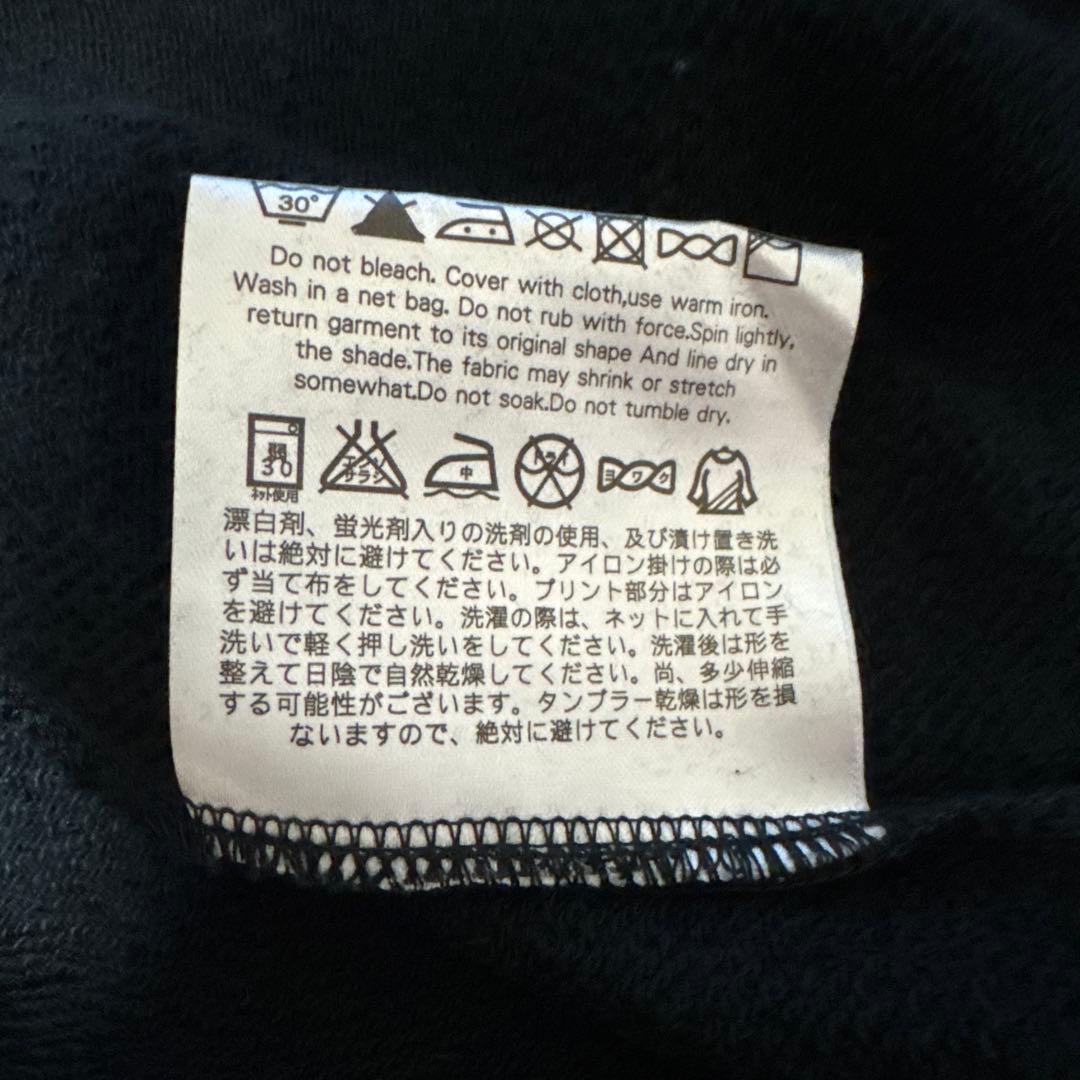 30°
Do not bleach. Cover with cloth,use warm iron.
Wash in a net bag. Do not rub with force.Spin lightly,
return garment to its original shape And line dry in
the shade.The fabric may shrink or stretch
somewhat.Do not soak.Do not tumble dry.
弱
30
ネット使用
エンソ
サラシ
中
ドライ
ヨワク
漂白剤、蛍光剤入りの洗剤の使用、及び漬け置き洗
いは絶対に避けてください。アイロン掛けの際は必
ず当て布をしてください。プリント部分はアイロン
を避けてください。洗濯の際は、ネットに入れて手
洗いで軽く押し洗いをしてください。洗濯後は形を
整えて日陰で自然乾燥してください。尚、多少伸縮
する可能性がございます。タンブラー乾燥は形を損
ないますので、絶対に避けてください。